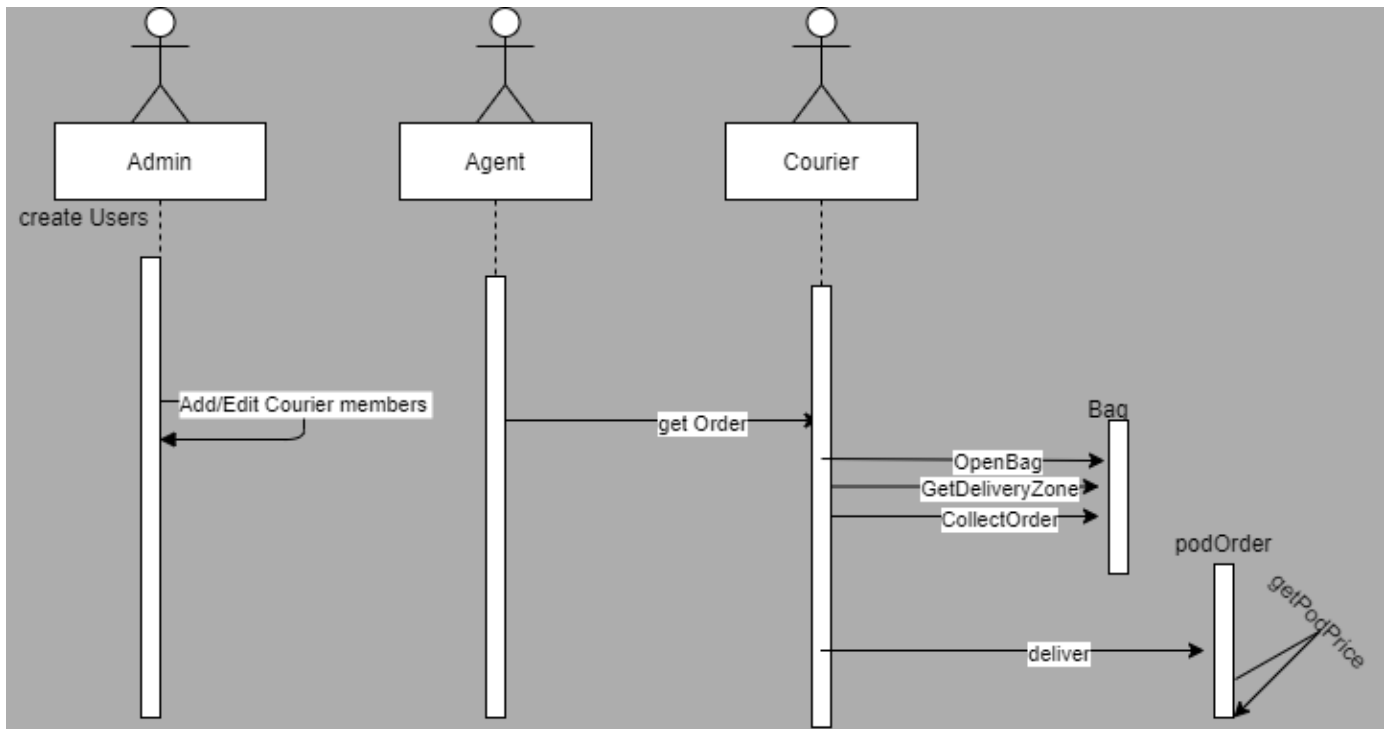 Admin
Agent
Courier
create Users
Add/Edit Courier members
get Order
Bag
OpenBag
GetDeliveryZone
CollectOrder
podOrder
getPodPrice
deliver